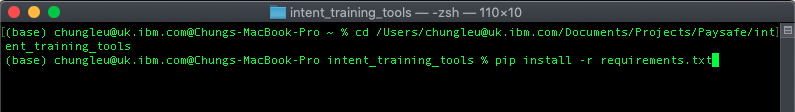 intent_training_tools — -zsh — 110×10
[(base) chungleu@uk.ibm.com@Chungs-MacBook-Pro ~ % cd /Users/chungleu@uk.ibm.com/Documents/Projects/Paysafe/int]
ent_training_tools
(base) chungleu@uk.ibm.com@Chungs-MacBook-Pro intent_training_tools % pip install -r requirements.txt